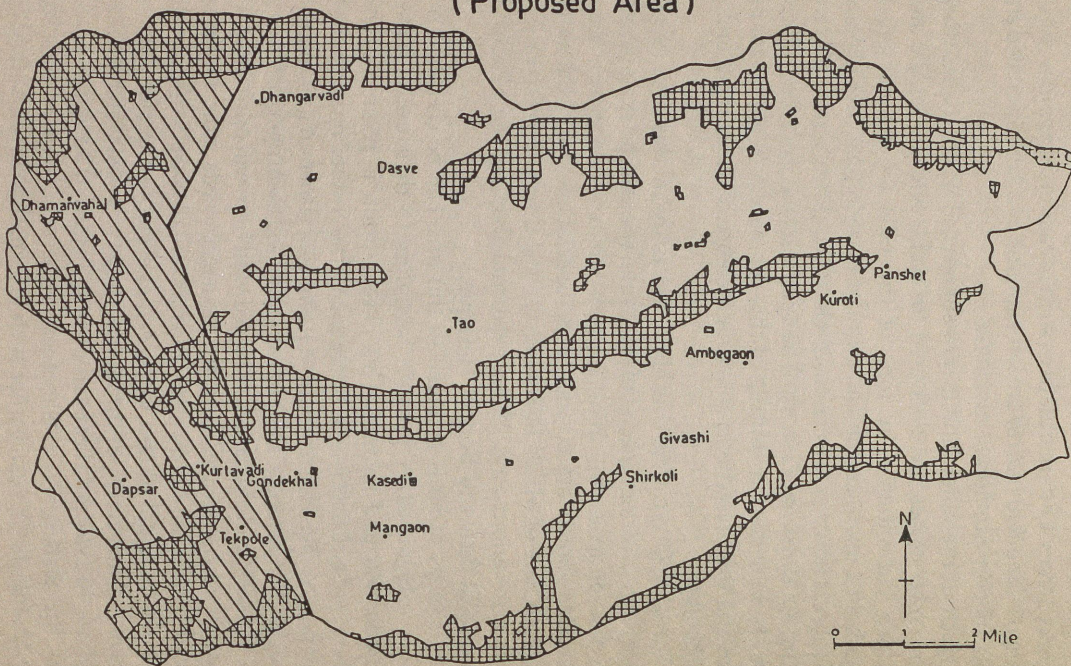 (Proposed Area)
Dhangarvadi
Dasve
Dhamanvahal
Panshet
Kuroti
Tao
Ambegaon
Givashi
Kurtavadi
Gondekhal
Kasedi
Shirkoli
Dapsar
Mangaon
Tekpole
N
0 1 2 Mile